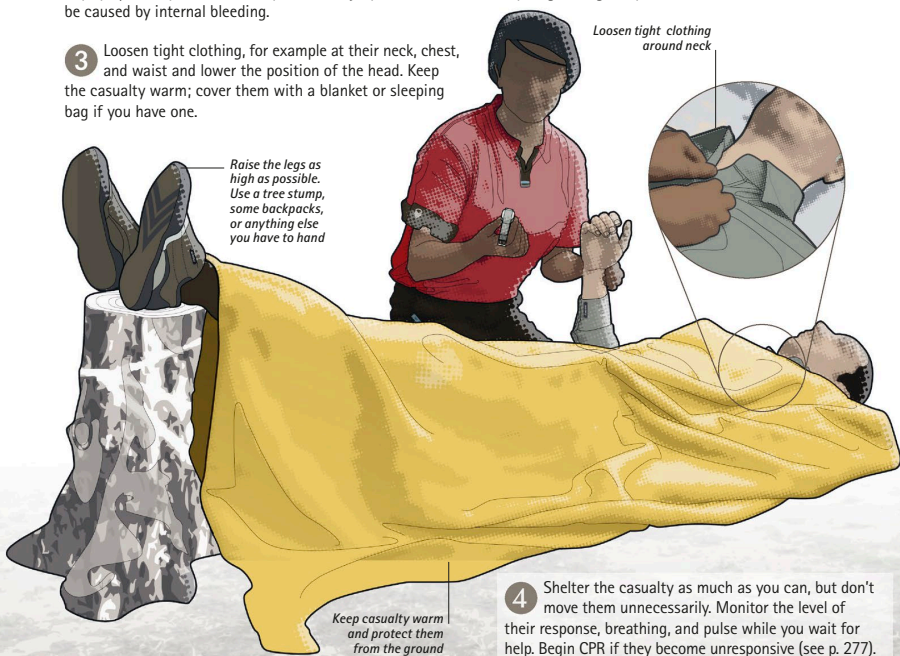 be caused by internal bleeding.
3 Loosen tight clothing, for example at their neck, chest,
and waist and lower the position of the head. Keep
the casualty warm; cover them with a blanket or sleeping
bag if you have one.
Loosen tight clothing
around neck
Raise the legs as
high as possible.
Use a tree stump,
some backpacks,
or anything else
you have to hand
Keep casualty warm
and protect them
from the ground
4 Shelter the casualty as much as you can, but don't
move them unnecessarily. Monitor the level of
their response, breathing, and pulse while you wait for
help. Begin CPR if they become unresponsive (see p. 277).